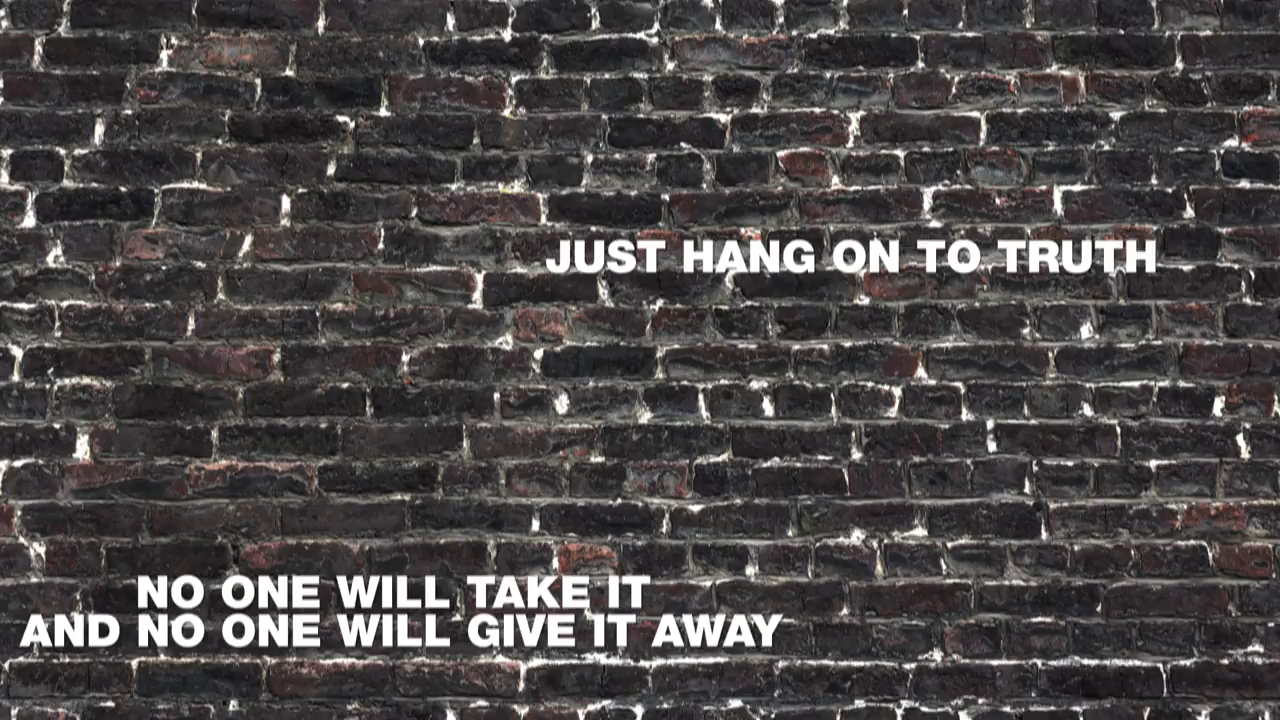 JUST HANG ON TO TRUTH
NO ONE WILL TAKE IT
AND NO ONE WILL GIVE IT AWAY